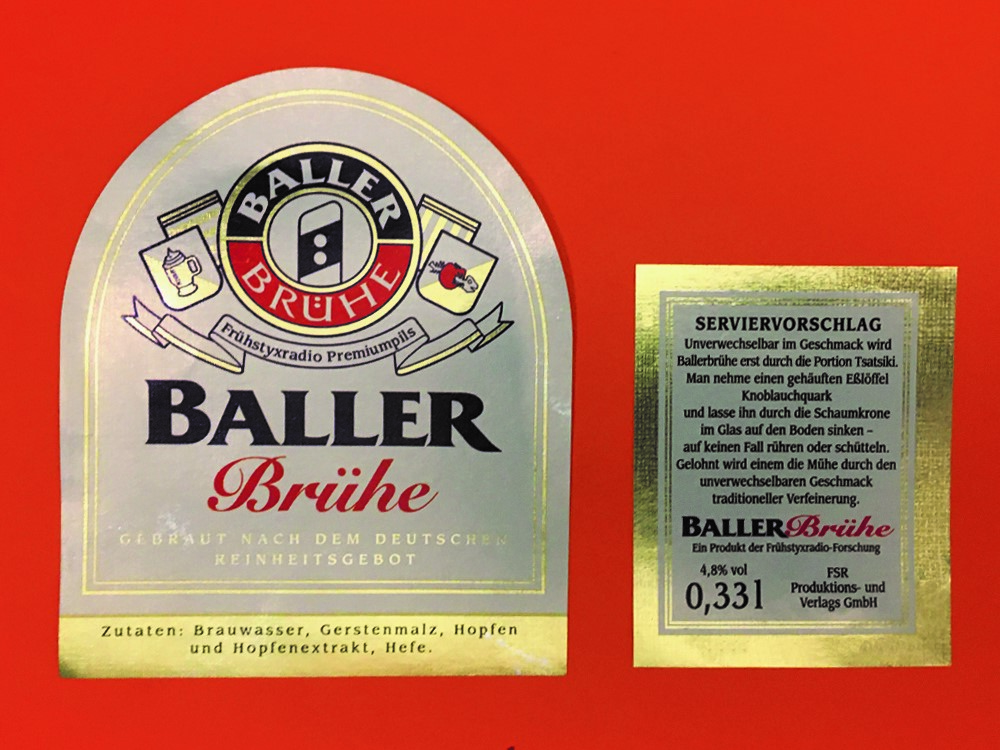 BALLER
BRÜHE
Frühstyxradio Premiumpils
BALLER
Brühe
GEBRAUT NACH DEM DEUTSCHEN
REINHEITSGEBOT
Zutaten: Brauwasser, Gerstenmalz, Hopfen
und Hopfenextrakt, Hefe.
SERVIERVORSCHLAG
Unverwechselbar im Geschmack wird
Ballerbrühe erst durch die Portion Tsatsiki.
Man nehme einen gehäuften Eßlöffel
Knoblauchquark
und lasse ihn durch die Schaumkrone
im Glas auf den Boden sinken –
auf keinen Fall rühren oder schütteln.
Gelohnt wird einem die Mühe durch den
unverwechselbaren Geschmack
traditioneller Verfeinerung.
BALLERBrühe
Ein Produkt der Frühstyxradio-Forschung
4,8% vol
0,33 l
FSR
Produktions- und
Verlags GmbH